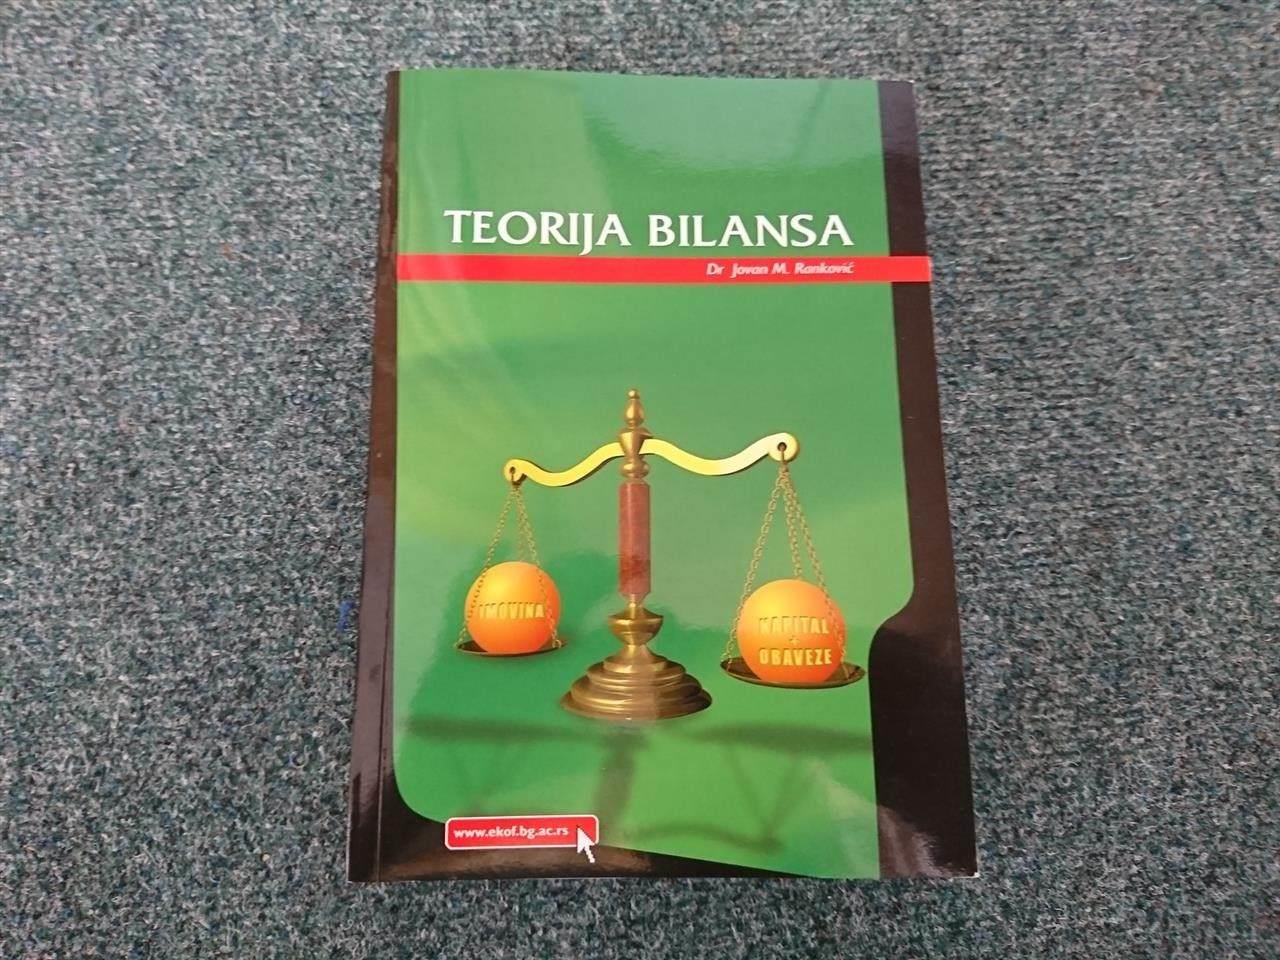 TEORIJA BILANSA
Dr Jovan M. Ranković
IMOVINA
KAPITAL
+
OBAVEZE
www.ekof.bg.ac.rs